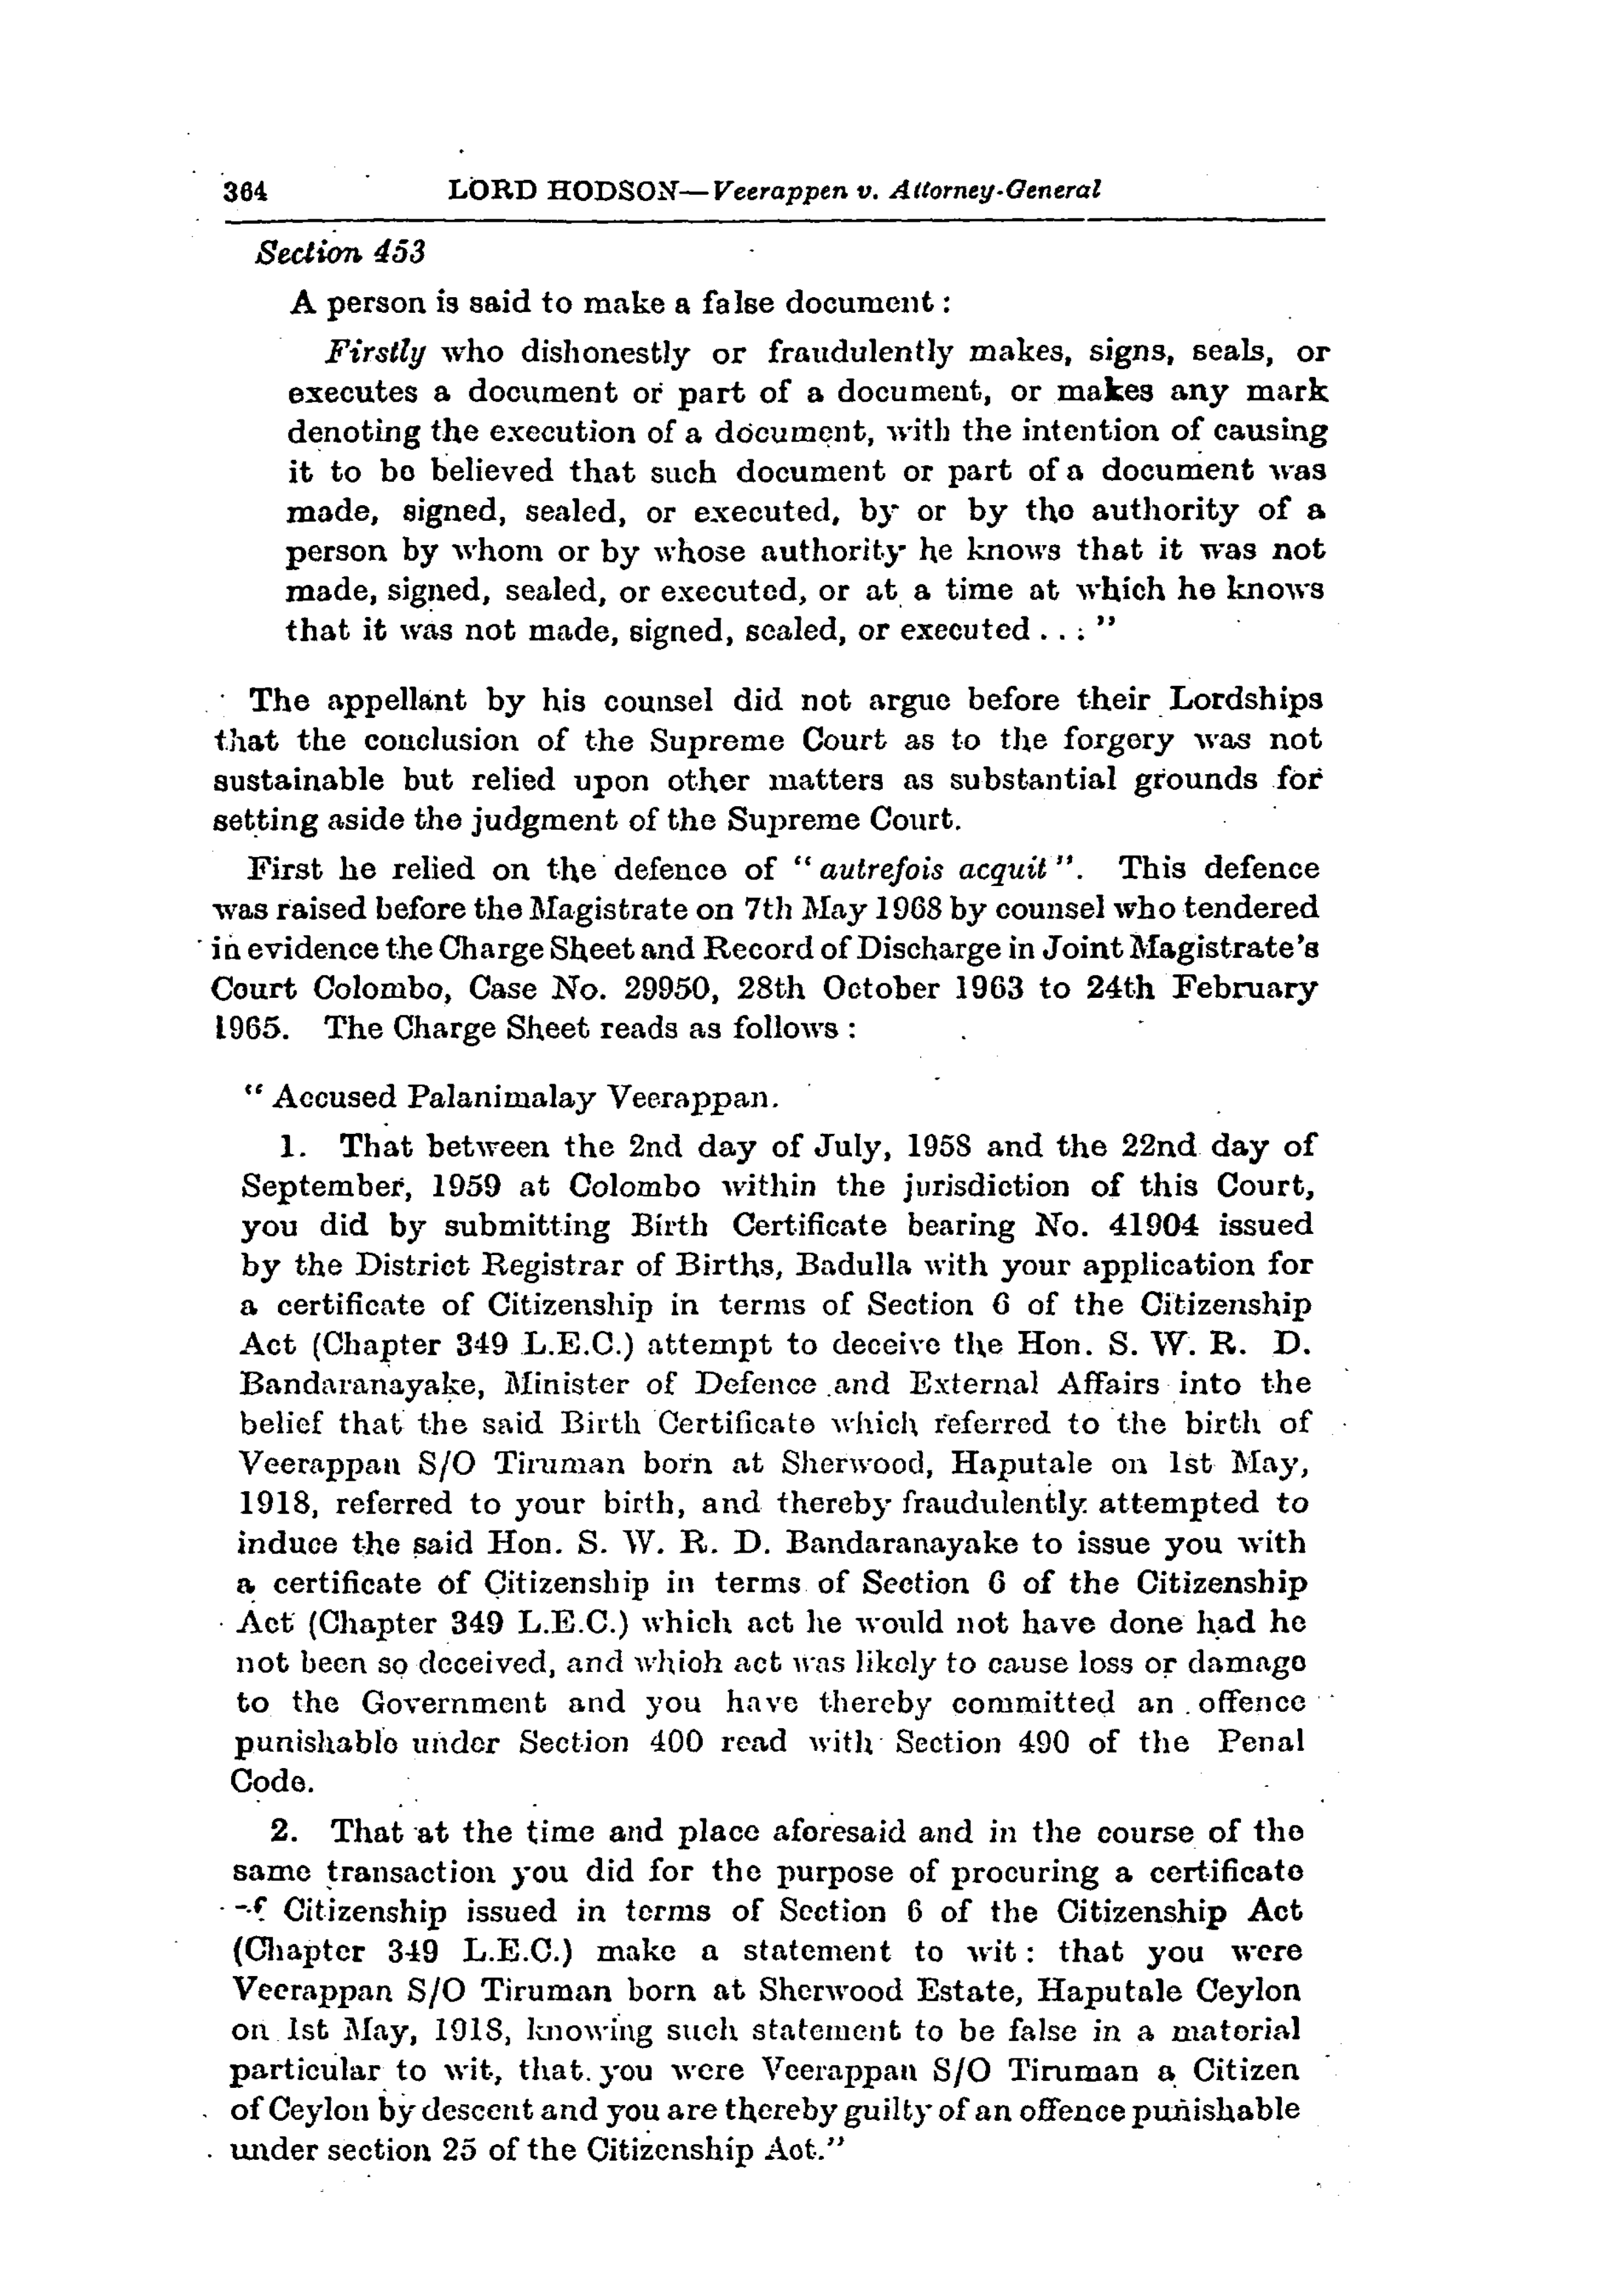 364 LORD HODSON—Veerappen v. Attorney-General
Section 453
A person is said to make a false document :
Firstly who dishonestly or fraudulently makes, signs, seals, or
executes a document or part of a document, or makes any mark
denoting the execution of a document, with the intention of causing
it to be believed that such document or part of a document was
made, signed, sealed, or executed, by or by the authority of a
person by whom or by whose authority he knows that it was not
made, signed, sealed, or executed, or at a time at which he knows
that it was not made, signed, sealed, or executed . . . ”
The appellant by his counsel did not argue before their Lordships
that the conclusion of the Supreme Court as to the forgery was not
sustainable but relied upon other matters as substantial grounds for
setting aside the judgment of the Supreme Court.
First he relied on the defence of “ autrefois acquit ”. This defence
was raised before the Magistrate on 7th May 1968 by counsel who tendered
in evidence the Charge Sheet and Record of Discharge in Joint Magistrate’s
Court Colombo, Case No. 29950, 28th October 1963 to 24th February
1965. The Charge Sheet reads as follows :
“ Accused Palanimalay Veerappan.
1. That between the 2nd day of July, 1958 and the 22nd day of
September, 1959 at Colombo within the jurisdiction of this Court,
you did by submitting Birth Certificate bearing No. 41904 issued
by the District Registrar of Births, Badulla with your application for
a certificate of Citizenship in terms of Section 6 of the Citizenship
Act (Chapter 349 L.E.C.) attempt to deceive the Hon. S. W. R. D.
Bandaranayake, Minister of Defence and External Affairs into the
belief that the said Birth Certificate which referred to the birth of
Veerappan S/O Tiruman born at Sherwood, Haputale on 1st May,
1918, referred to your birth, and thereby fraudulently attempted to
induce the said Hon. S. W. R. D. Bandaranayake to issue you with
a certificate of Citizenship in terms of Section 6 of the Citizenship
Act (Chapter 349 L.E.C.) which act he would not have done had he
not been so deceived, and which act was likely to cause loss or damage
to the Government and you have thereby committed an offence
punishable under Section 400 read with Section 490 of the Penal
Code.
2. That at the time and place aforesaid and in the course of the
same transaction you did for the purpose of procuring a certificate
of Citizenship issued in terms of Section 6 of the Citizenship Act
(Chapter 349 L.E.C.) make a statement to wit : that you were
Veerappan S/O Tiruman born at Sherwood Estate, Haputale Ceylon
on 1st May, 1918, knowing such statement to be false in a material
particular to wit, that you were Veerappan S/O Tiruman a Citizen
of Ceylon by descent and you are thereby guilty of an offence punishable
under section 25 of the Citizenship Act.”